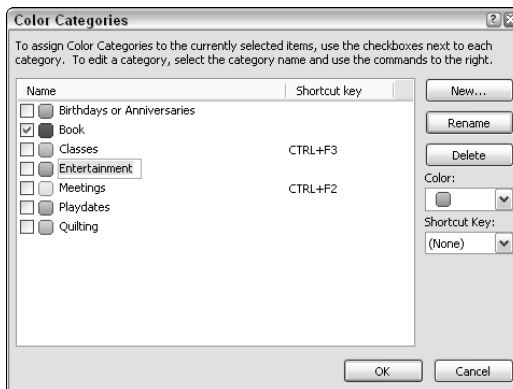 Color Categories
To assign Color Categories to the currently selected items, use the checkboxes next to each
category. To edit a category, select the category name and use the commands to the right.
Name Shortcut key
New...
Birthdays or Anniversaries
Book
Rename
Classes CTRL+F3
Delete
Entertainment
Color:
Meetings CTRL+F2
Playdates
Shortcut Key:
Quilting
(None)
OK Cancel